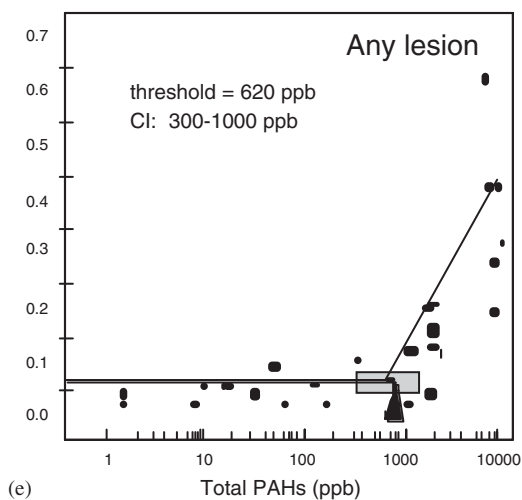 0.7
Any lesion
0.6
threshold = 620 ppb
CI: 300-1000 ppb
0.5
0.4
0.3
0.2
0.1
0.0
1 10 100 1000 10000
(e) Total PAHs (ppb)